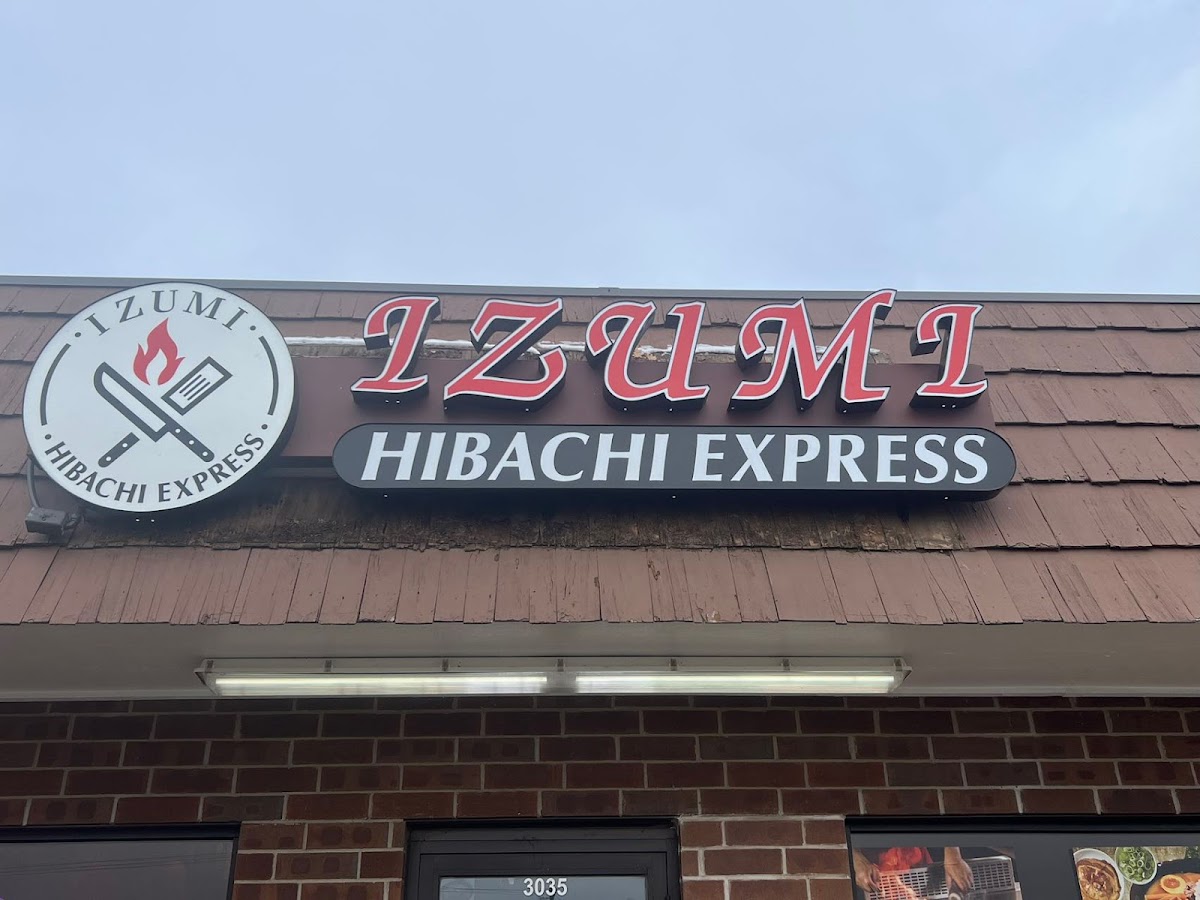 · IZUMI ·
· HIBACHI EXPRESS ·
IZUMI
HIBACHI EXPRESS
3035